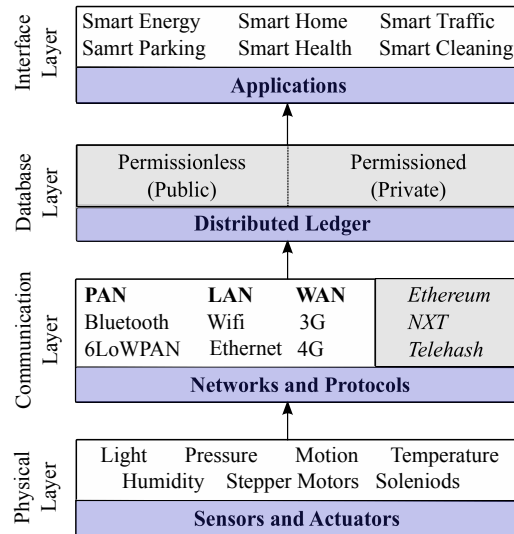 Interface
Layer
Smart Energy Smart Home Smart Traffic
Samrt Parking Smart Health Smart Cleaning
Applications
Database
Layer
Permissionless Permissioned
(Public) (Private)
Distributed Ledger
Communication
Layer
PAN LAN WAN Ethereum
Bluetooth Wifi 3G NXT
6LoWPAN Ethernet 4G Telehash
Networks and Protocols
Physical
Layer
Light Pressure Motion Temperature
Humidity Stepper Motors Soleniods
Sensors and Actuators